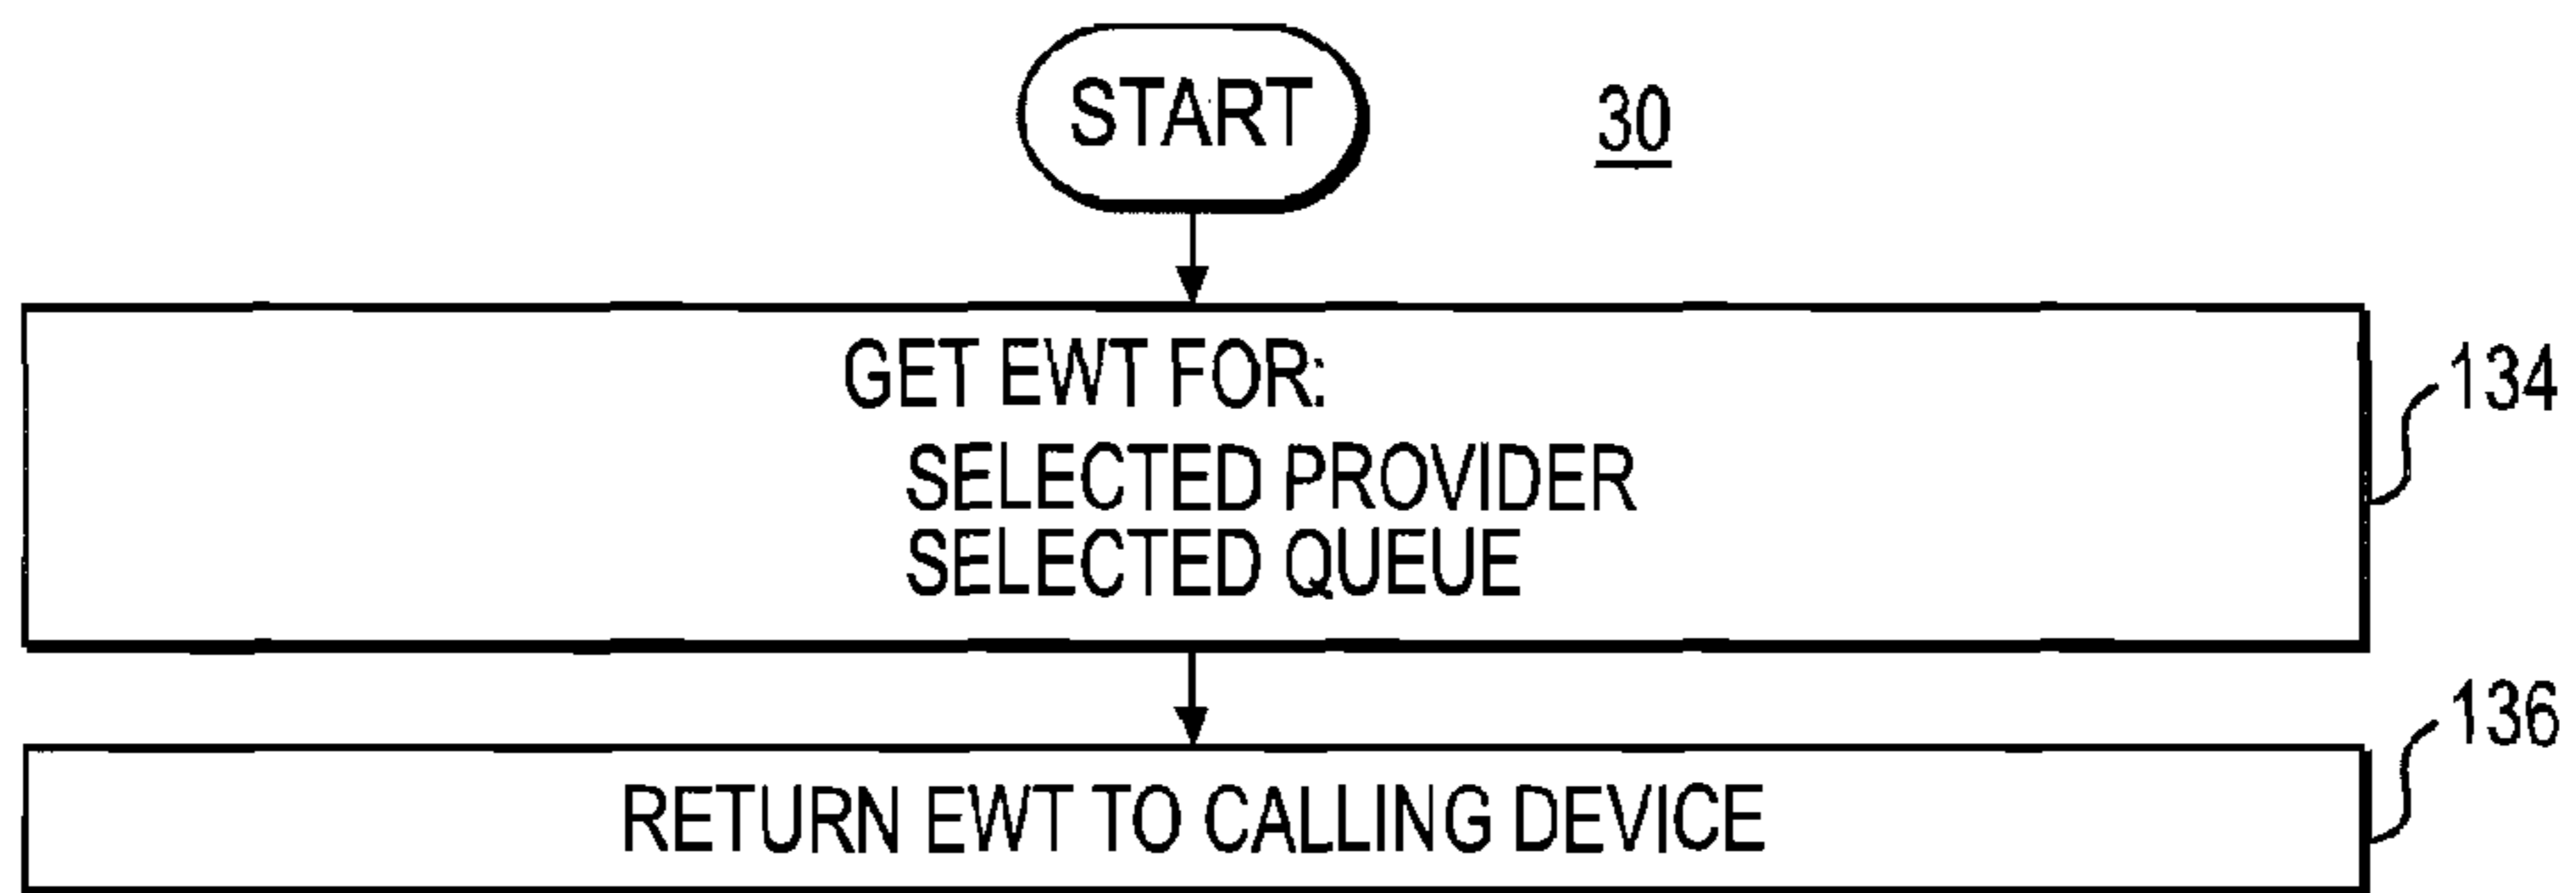 START
30
GET EWT FOR:
SELECTED PROVIDER
SELECTED QUEUE
134
RETURN EWT TO CALLING DEVICE
136